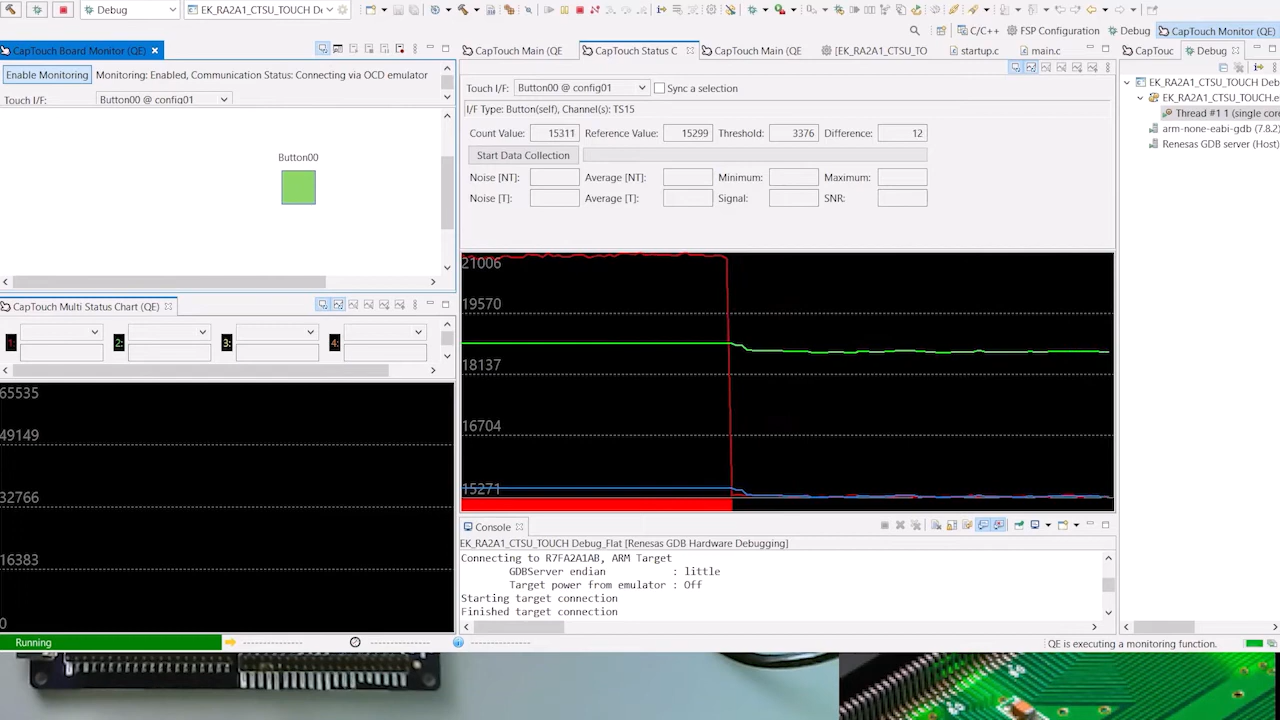 Debug
EK_RA2A1_CTSU_TOUCH De
C/C++
FSP Configuration
Debug
CapTouch Monitor (QE)
CapTouch Board Monitor (QE)
CapTouch Main (QE
CapTouch Status C
CapTouch Main (QE
[EK_RA2A1_CTSU_TO
startup.c
main.c
CapTouc
Debug
Enable Monitoring
Monitoring: Enabled, Communication Status: Connecting via OCD emulator
Touch I/F:
Button00 @ config01
Button00
Touch I/F:
Button00 @ config01
Sync a selection
I/F Type: Button(self), Channel(s): TS15
Count Value:
15311
Reference Value:
15299
Threshold:
3376
Difference:
12
Start Data Collection
Noise [NT]:
Average [NT]:
Minimum:
Maximum:
Noise [T]:
Average [T]:
Signal:
SNR:
21006
19570
18137
16704
15271
EK_RA2A1_CTSU_TOUCH Deb
EK_RA2A1_CTSU_TOUCH.e
Thread #1 1 (single core
arm-none-eabi-gdb (7.8.2)
Renesas GDB server (Host)
CapTouch Multi Status Chart (QE)
1:
2:
3:
4:
65535
49149
32766
16383
0
Console
EK_RA2A1_CTSU_TOUCH Debug_Flat [Renesas GDB Hardware Debugging]
Connecting to R7FA2A1AB, ARM Target
GDBServer endian : little
Target power from emulator : Off
Starting target connection
Finished target connection
Running
QE is executing a monitoring function.